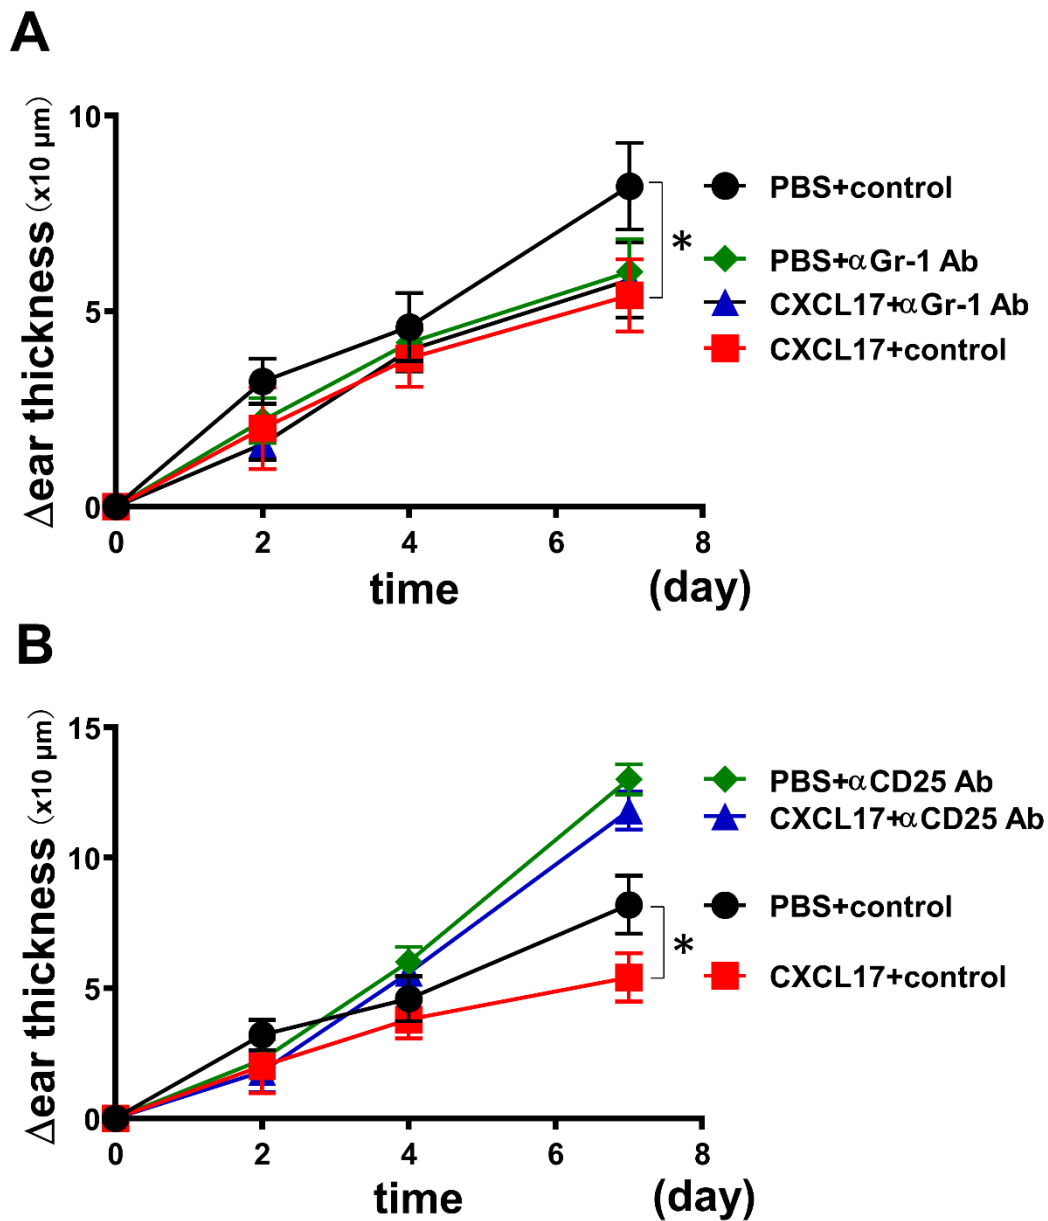 A
Δear thickness (x10 μm)
10
5
0
0 2 4 6 8
time (day)
PBS+control
*
PBS+αGr-1 Ab
CXCL17+αGr-1 Ab
CXCL17+control
B
Δear thickness (x10 μm)
15
10
5
0
0 2 4 6 8
time (day)
PBS+αCD25 Ab
CXCL17+αCD25 Ab
PBS+control
*
CXCL17+control